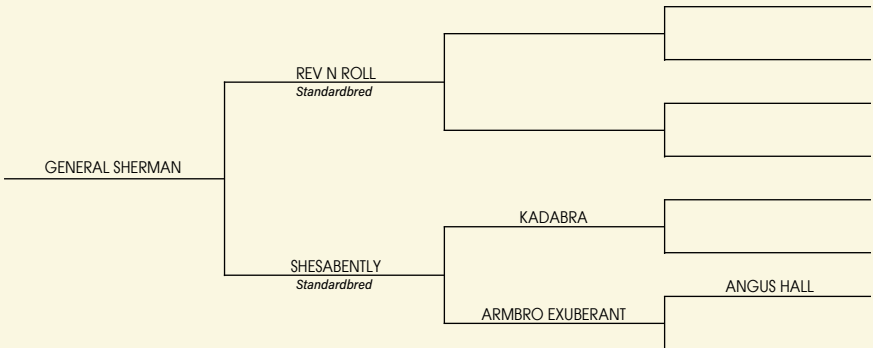 REV N ROLL
Standardbred
GENERAL SHERMAN
KADABRA
SHESABENTLY
Standardbred
ANGUS HALL
ARMBRO EXUBERANT